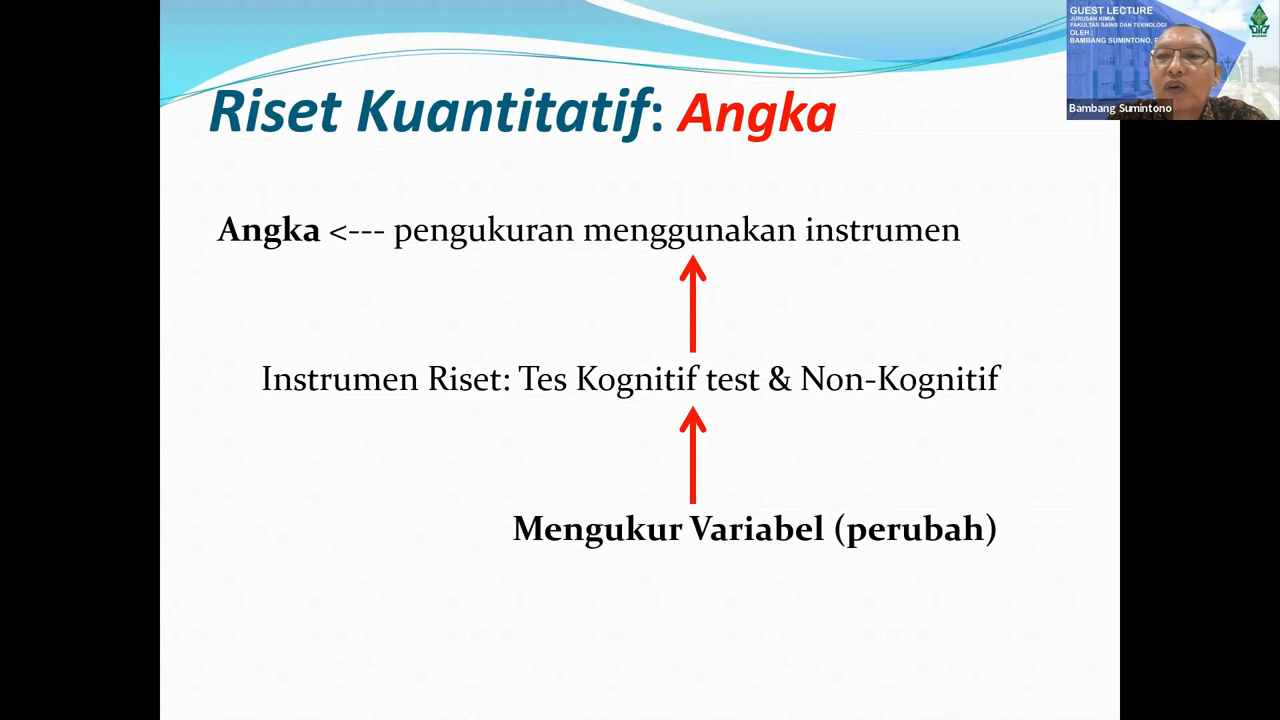 Riset Kuantitatif: Angka
Angka <--- pengukuran menggunakan instrumen
Instrumen Riset: Tes Kognitif test & Non-Kognitif
Mengukur Variabel (perubah)
GUEST LECTURE
JURUSAN KIMIA
FAKULTAS SAINS DAN TEKNOLOGI
OLEH :
BAMBANG SUMINTONO,
Bambang Sumintono